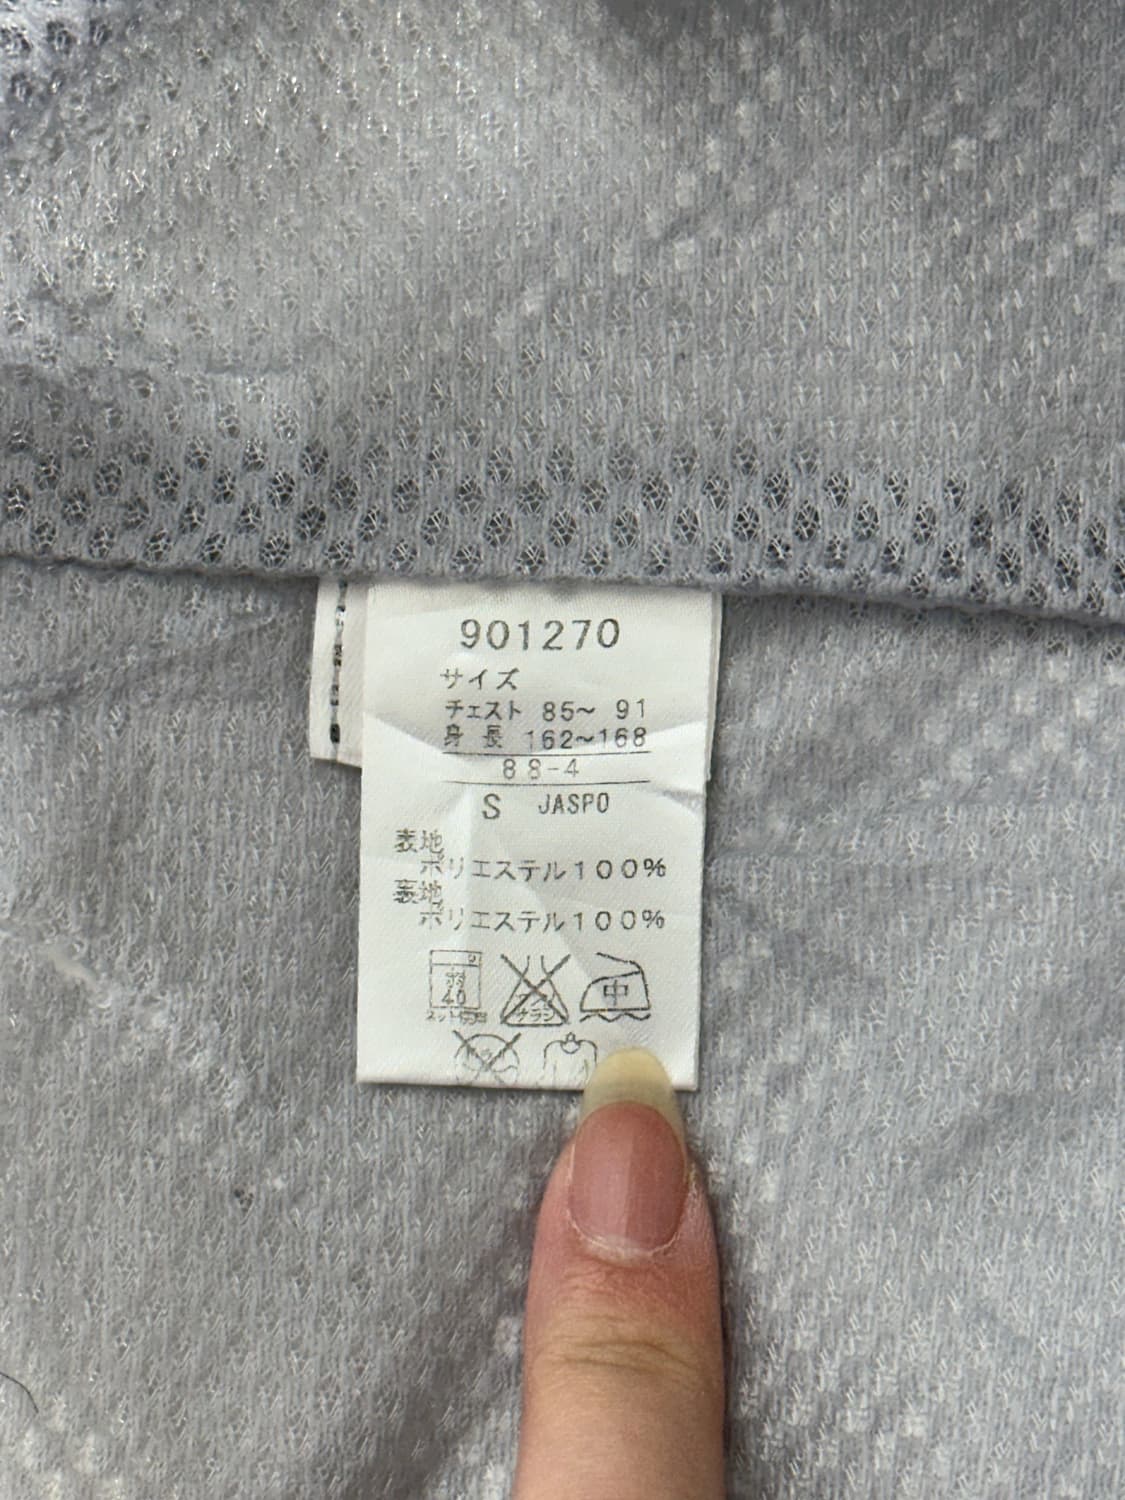 901270
サイズ
チェスト 85〜 91
身 長 162〜168
88-4
S JASPO
表地
ポリエステル100%
裏地
ポリエステル100%
40
中